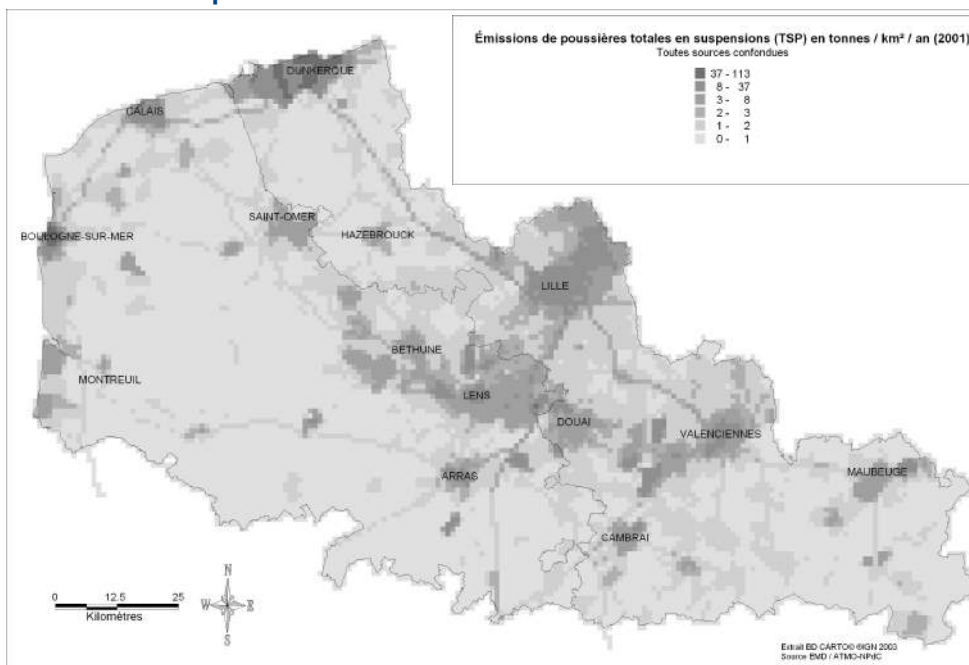 Émissions de poussières totales en suspensions (TSP) en tonnes / km² / an (2001)
Toutes sources confondues
37 - 113
8 - 37
3 - 8
2 - 3
1 - 2
0 - 1
DUNKERQUE
CALAIS
SAINT-OMER
BOULOGNE-SUR-MER
HAZEBROUCK
LILLE
BETHUNE
MONTREUIL
LENS
DOUAI
VALENCIENNES
ARRAS
MAUBEUGE
CAMBRAI
0 12.5 25
Kilomètres
N
W E
S
Extrait BD CARTO® ©IGN 2003
Source EMD / ATMO-NPdC